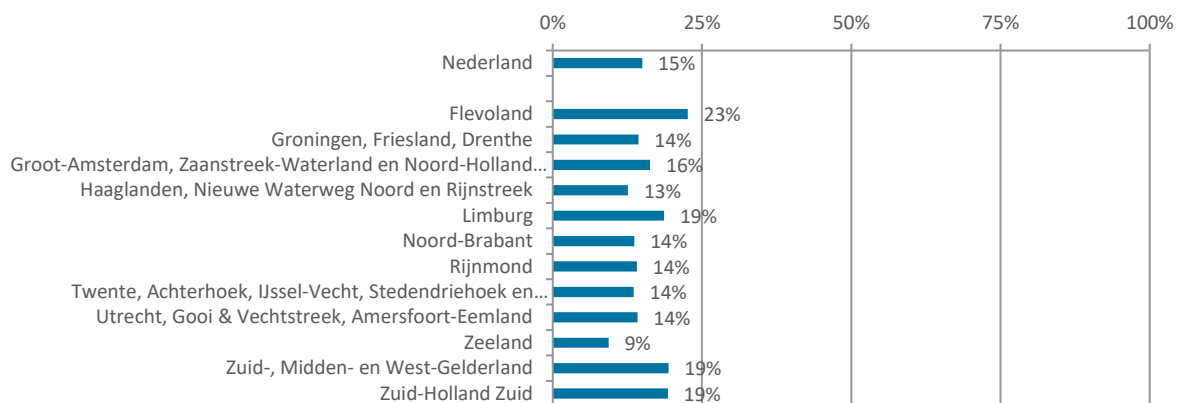 0% 25% 50% 75% 100%
Nederland 15%
Flevoland 23%
Groningen, Friesland, Drenthe 14%
Groot-Amsterdam, Zaanstreek-Waterland en Noord-Holland... 16%
Haaglanden, Nieuwe Waterweg Noord en Rijnstreek 13%
Limburg 19%
Noord-Brabant 14%
Rijnmond 14%
Twente, Achterhoek, IJssel-Vecht, Stedendriehoek en... 14%
Utrecht, Gooi & Vechtstreek, Amersfoort-Eemland 14%
Zeeland 9%
Zuid-, Midden- en West-Gelderland 19%
Zuid-Holland Zuid 19%